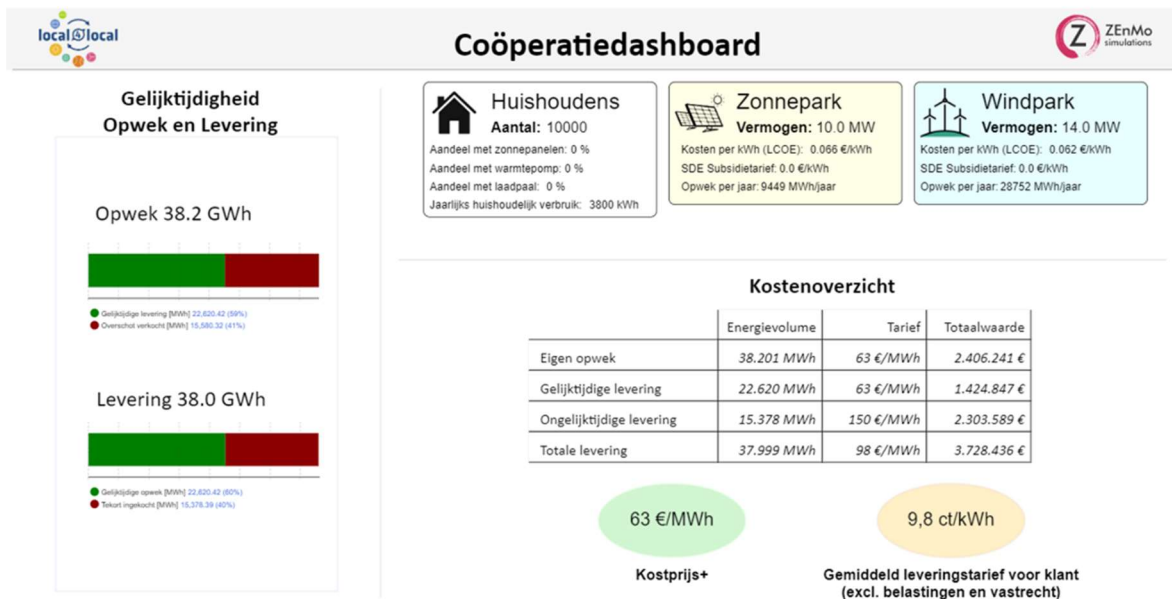 local4local
Coöperatiedashboard
ZEnMo
simulations
Gelijktijdigheid
Opwek en Levering
Opwek 38.2 GWh
Gelijktijdige levering [MWh] 22,620.42 (59%)
Overschot verkocht [MWh] 15,580.32 (41%)
Levering 38.0 GWh
Gelijktijdige opwek [MWh] 22,620.42 (60%)
Tekort ingekocht [MWh] 15,378.39 (40%)
Huishoudens
Aantal: 10000
Aandeel met zonnepanelen: 0 %
Aandeel met warmtepomp: 0 %
Aandeel met laadpaal: 0 %
Jaarlijks huishoudelijk verbruik: 3800 kWh
Zonnepark
Vermogen: 10.0 MW
Kosten per kWh (LCOE): 0.066 €/kWh
SDE Subsidietarief: 0.0 €/kWh
Opwek per jaar: 9449 MWh/jaar
Windpark
Vermogen: 14.0 MW
Kosten per kWh (LCOE): 0.062 €/kWh
SDE Subsidietarief: 0.0 €/kWh
Opwek per jaar: 28752 MWh/jaar
Kostenoverzicht
Energievolume Tarief Totaalwaarde
Eigen opwek 38.201 MWh 63 €/MWh 2.406.241 €
Gelijktijdige levering 22.620 MWh 63 €/MWh 1.424.847 €
Ongelijktijdige levering 15.378 MWh 150 €/MWh 2.303.589 €
Totale levering 37.999 MWh 98 €/MWh 3.728.436 €
63 €/MWh
Kostprijs+
9,8 ct/kWh
Gemiddeld leveringstarief voor klant
(excl. belastingen en vastrecht)